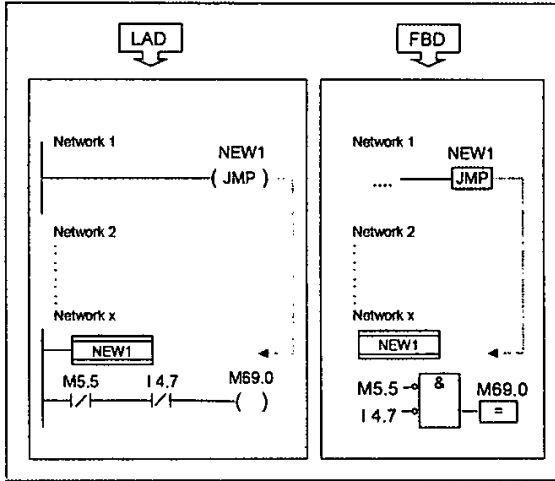 LAD
Network 1
NEW1
( JMP )
Network 2
Network x
NEW1
M5.5 I 4.7 M69.0
( )
FBD
Network 1
NEW1
.... JMP
Network 2
Network x
NEW1
M5.5 & M69.0
I 4.7 =